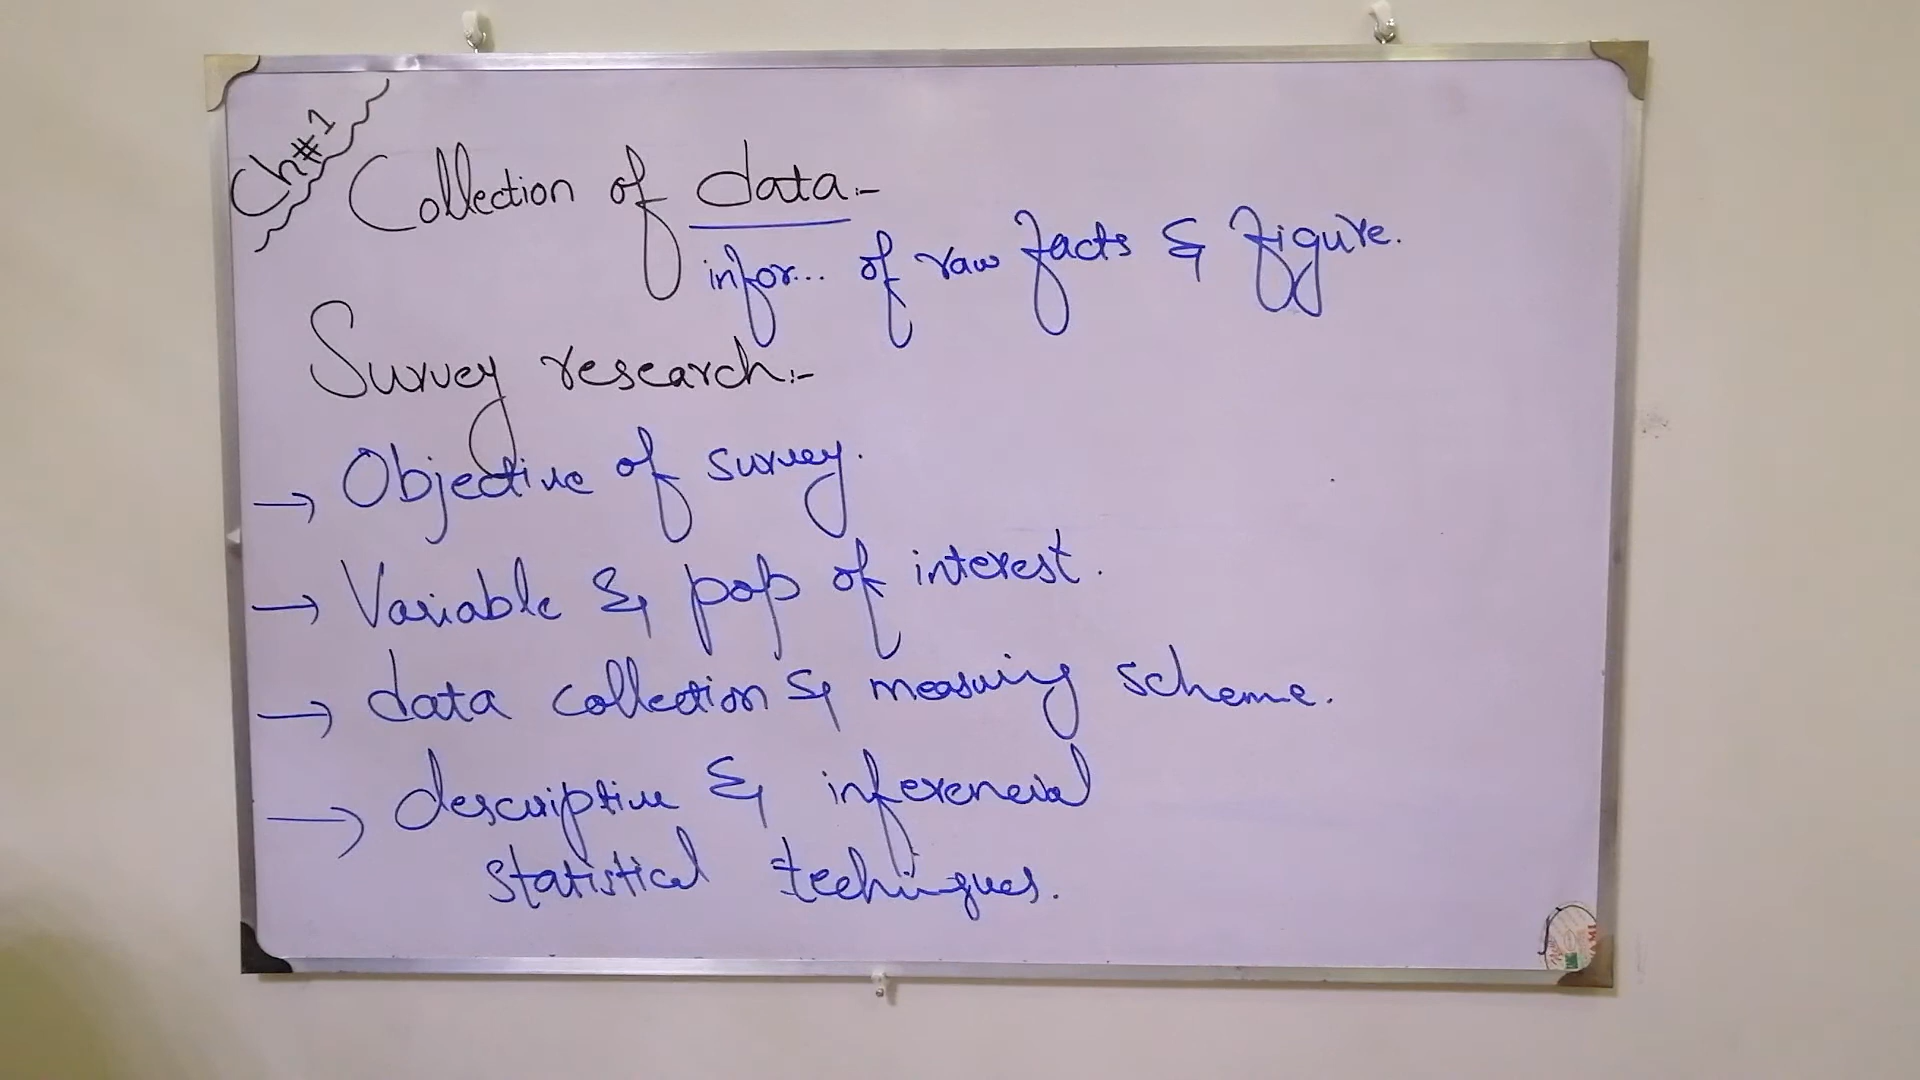 Ch#1
Collection of data:-
infor... of raw facts & figure.
Survey research:-
→ Objective of survey.
→ Variable & pop of interest.
→ data collection & measuring scheme.
→ descriptive & inferencial
statistical techniques.